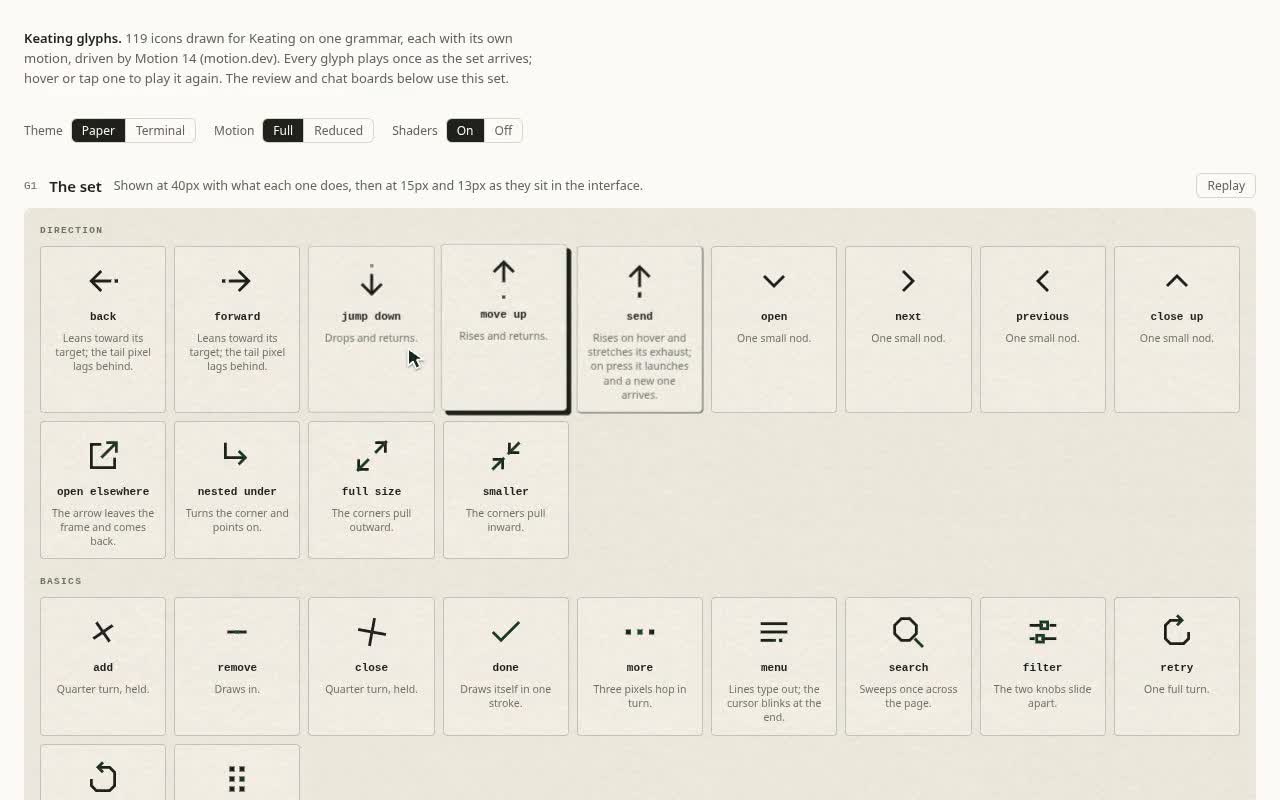 Keating glyphs. 119 icons drawn for Keating on one grammar, each with its own
motion, driven by Motion 14 (motion.dev). Every glyph plays once as the set arrives;
hover or tap one to play it again. The review and chat boards below use this set.
Theme Paper Terminal Motion Full Reduced Shaders On Off
G1 The set Shown at 40px with what each one does, then at 15px and 13px as they sit in the interface. Replay
DIRECTION
back
Leans toward its
target; the tail pixel
lags behind.
forward
Leans toward its
target; the tail pixel
lags behind.
jump down
Drops and returns.
move up
Rises and returns.
send
Rises on hover and
stretches its exhaust;
on press it launches
and a new one
arrives.
open
One small nod.
next
One small nod.
previous
One small nod.
close up
One small nod.
open elsewhere
The arrow leaves the
frame and comes
back.
nested under
Turns the corner and
points on.
full size
The corners pull
outward.
smaller
The corners pull
inward.
BASICS
add
Quarter turn, held.
remove
Draws in.
close
Quarter turn, held.
done
Draws itself in one
stroke.
more
Three pixels hop in
turn.
menu
Lines type out; the
cursor blinks at the
end.
search
Sweeps once across
the page.
filter
The two knobs slide
apart.
retry
One full turn.